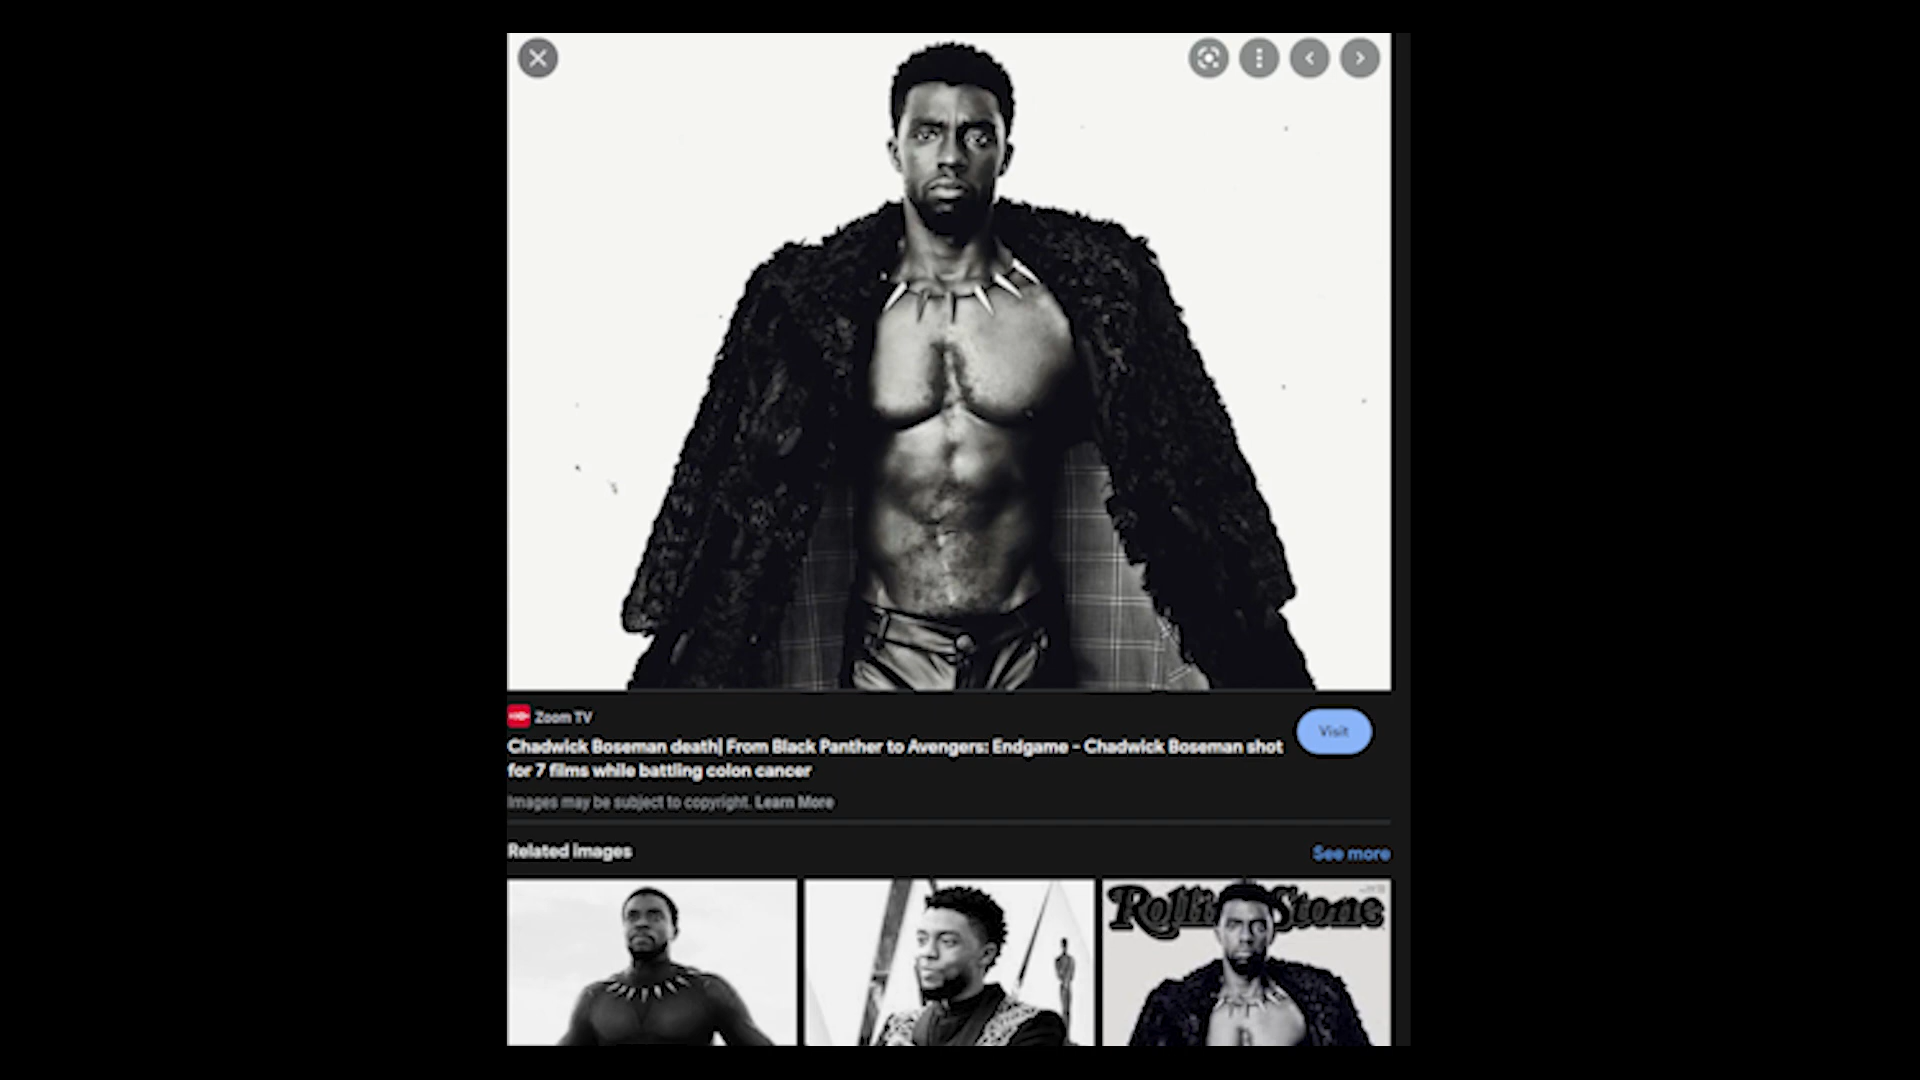 Zoom TV
Visit
Chadwick Boseman death| From Black Panther to Avengers: Endgame - Chadwick Boseman shot
for 7 films while battling colon cancer
Images may be subject to copyright. Learn More
Related images
See more
Rolling Stone